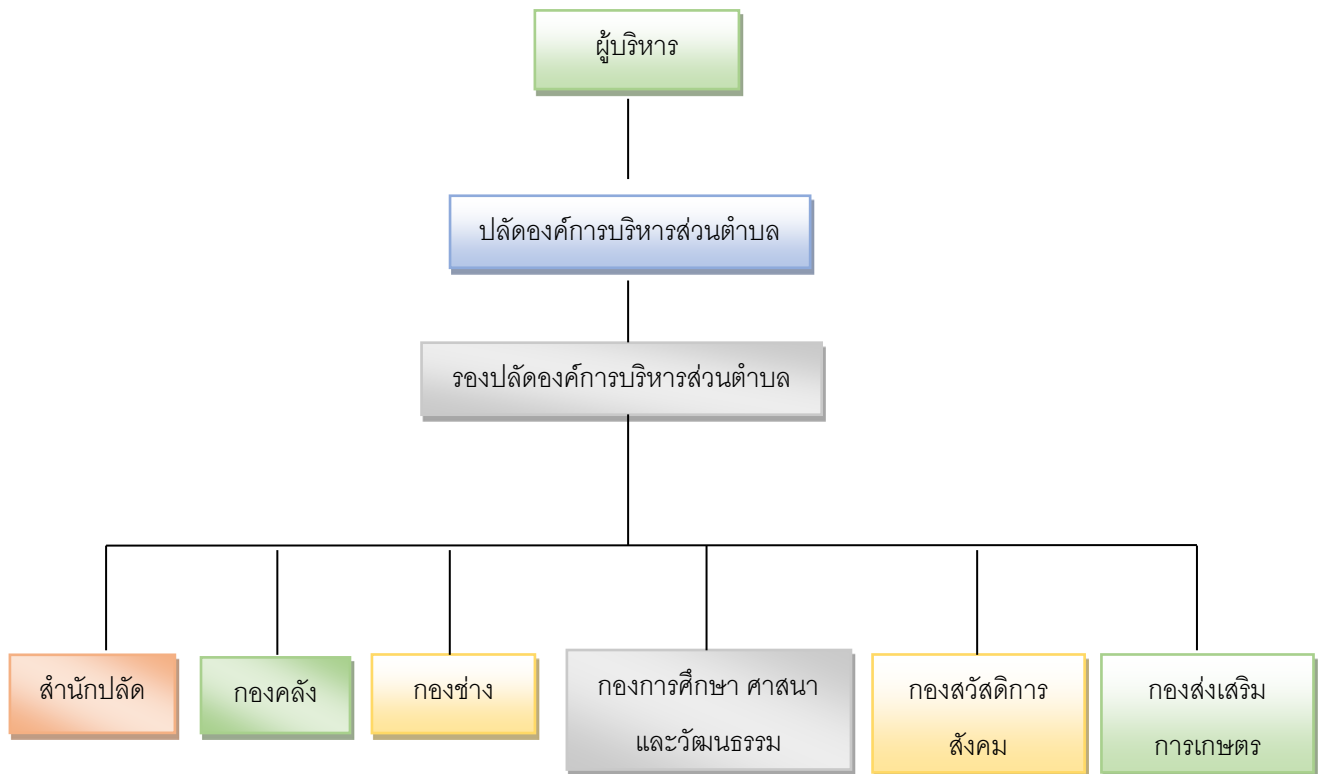 ผู้บริหาร
ปลัดองค์การบริหารส่วนตำบล
รองปลัดองค์การบริหารส่วนตำบล
สำนักปลัด
กองคลัง
กองช่าง
กองการศึกษา ศาสนา
และวัฒนธรรม
กองสวัสดิการ
สังคม
กองส่งเสริม
การเกษตร